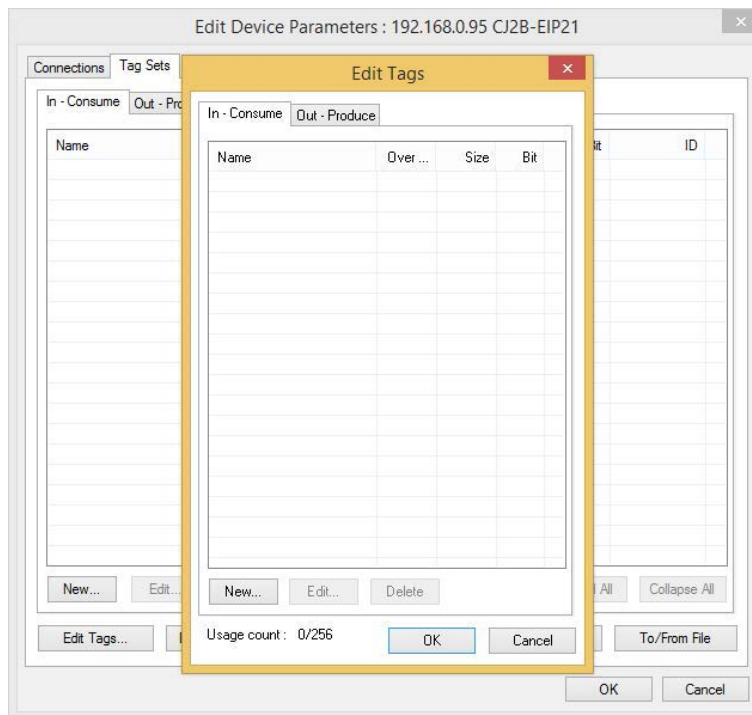 Edit Device Parameters : 192.168.0.95 CJ2B-EIP21
Connections Tag Sets
In - Consume Out - Pro
Name Bit ID
Edit Tags
In - Consume Out - Produce
Name Over ... Size Bit
New... Edit... Delete
Usage count : 0/256 OK Cancel
New... Edit... All Collapse All
Edit Tags... To/From File
OK Cancel